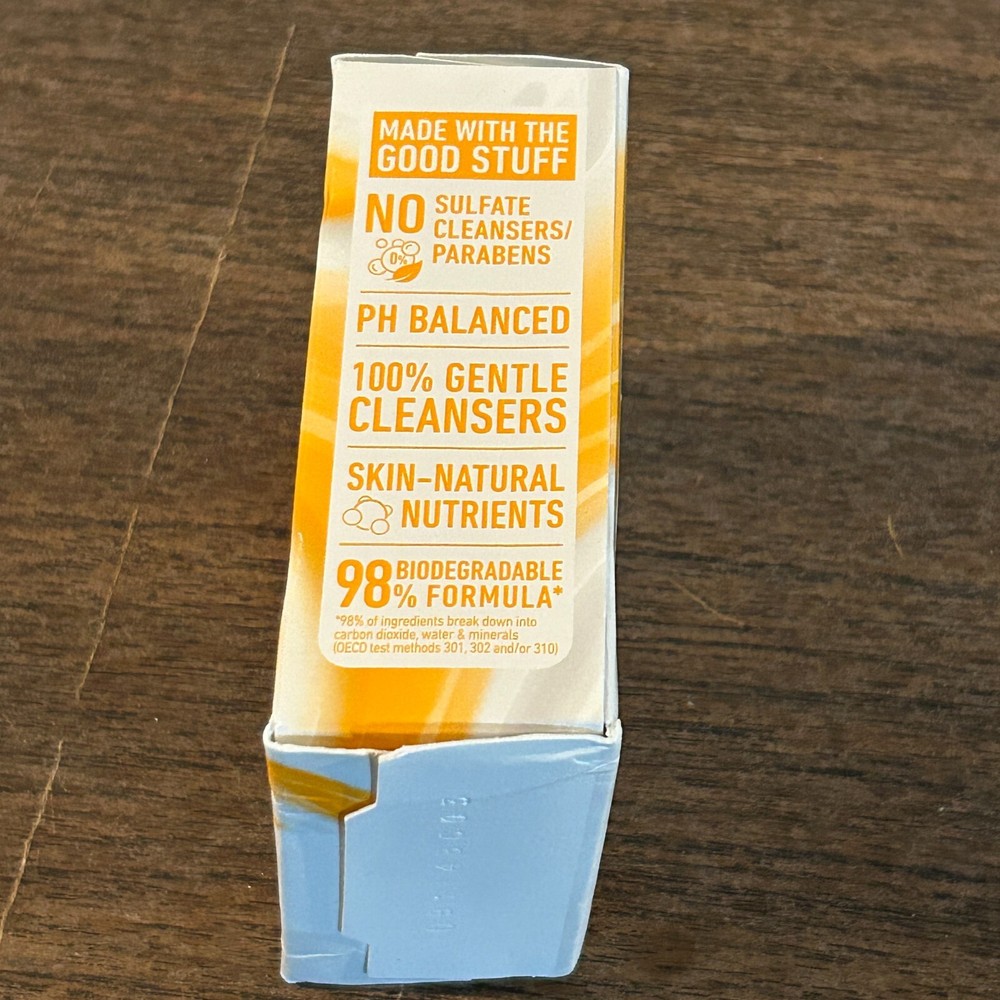 MADE WITH THE
GOOD STUFF
NO SULFATE
CLEANSERS/
PARABENS
0%
PH BALANCED
100% GENTLE
CLEANSERS
SKIN-NATURAL
NUTRIENTS
98% BIODEGRADABLE
FORMULA*
*98% of ingredients break down into
carbon dioxide, water & minerals
(OECD test methods 301, 302 and/or 310)